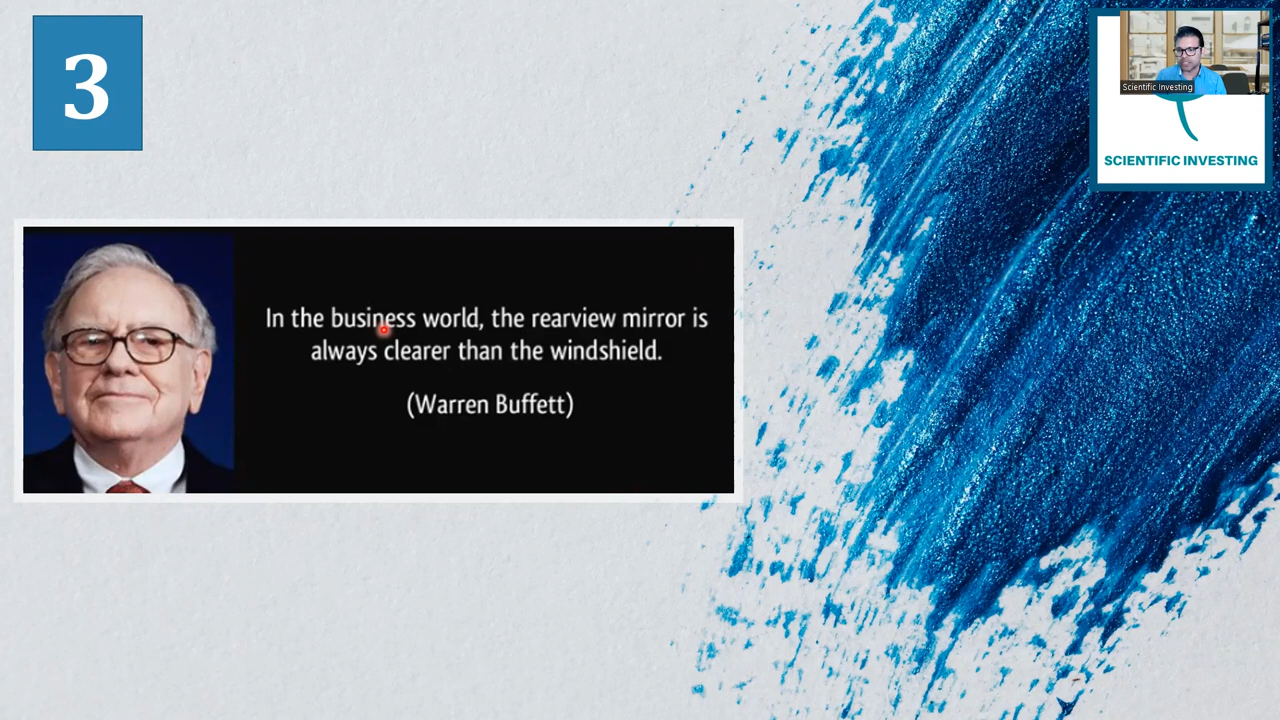 3
Scientific Investing
SCIENTIFIC INVESTING
In the business world, the rearview mirror is
always clearer than the windshield.
(Warren Buffett)